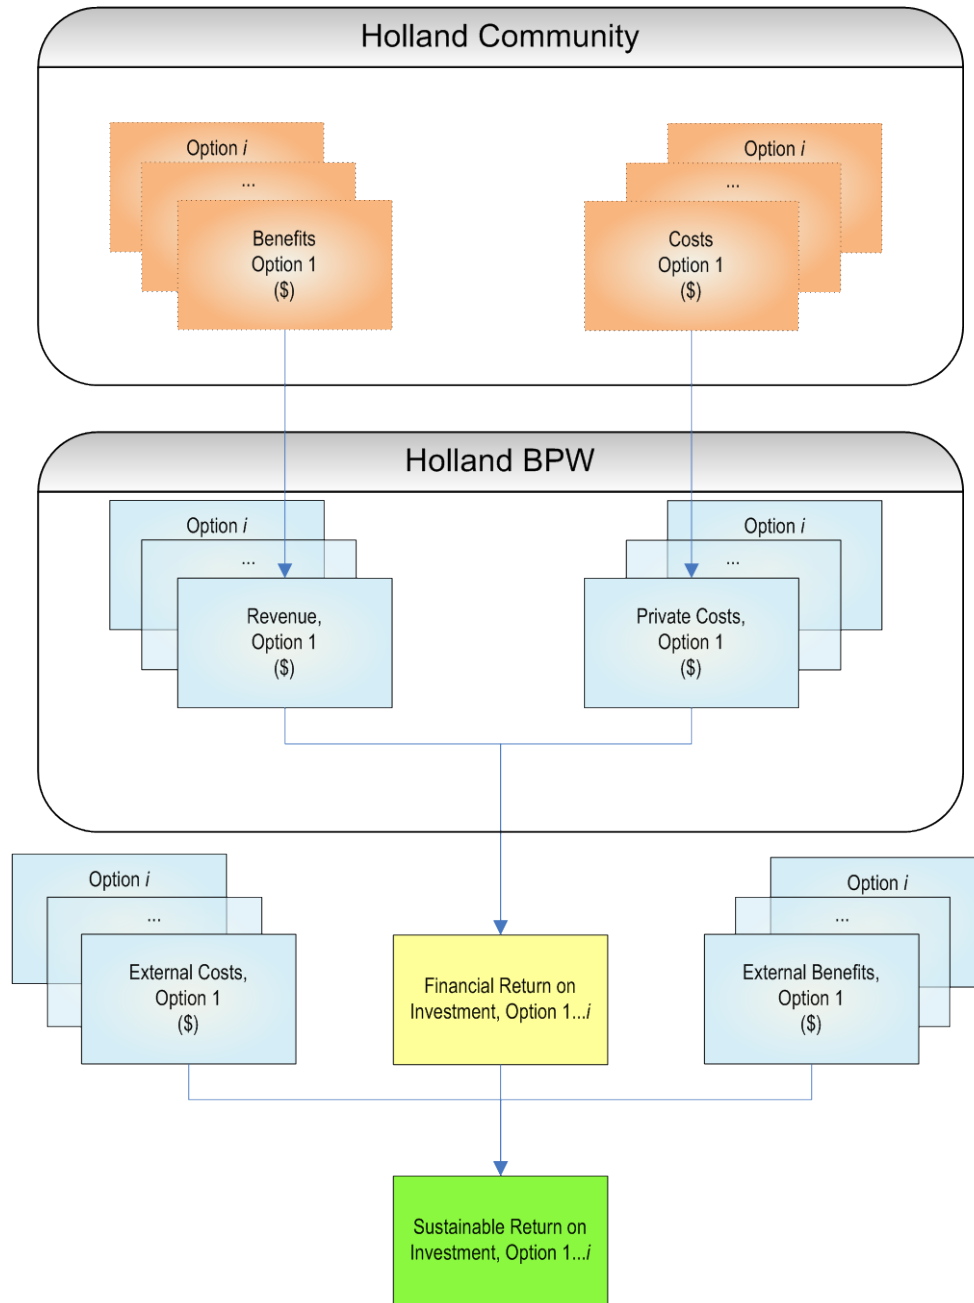 Holland Community
Option i
...
Benefits
Option 1
($)
Option i
...
Costs
Option 1
($)
Holland BPW
Option i
...
Revenue,
Option 1
($)
Option i
...
Private Costs,
Option 1
($)
Option i
...
External Costs,
Option 1
($)
Financial Return on
Investment, Option 1...i
Option i
...
External Benefits,
Option 1
($)
Sustainable Return on
Investment, Option 1...i